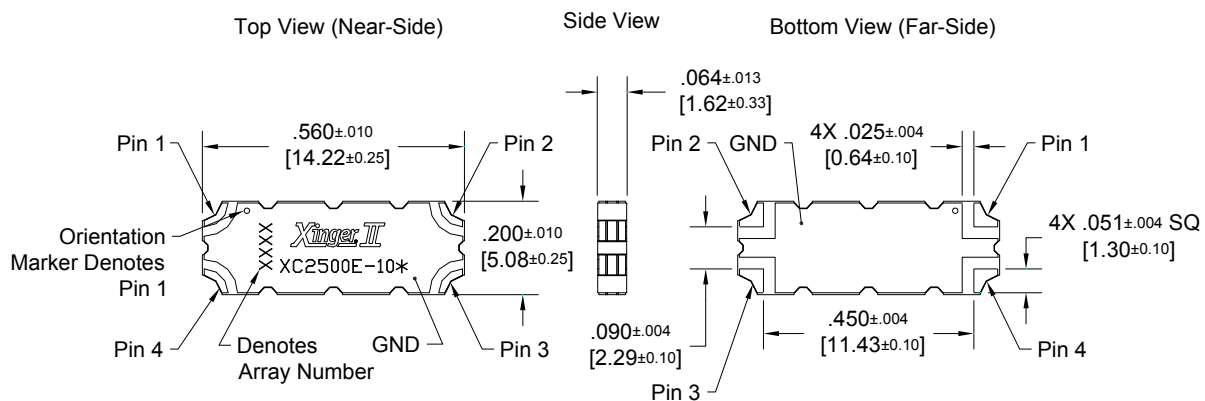 Top View (Near-Side)
Side View
Bottom View (Far-Side)
.560±.010
[14.22±0.25]
Pin 1
Pin 2
Orientation
Marker Denotes
Pin 1
XXXX
Xinger II
XC2500E-10*
.200±.010
[5.08±0.25]
Pin 4
Denotes
Array Number
GND
Pin 3
.064±.013
[1.62±0.33]
Pin 2
GND
4X .025±.004
[0.64±0.10]
Pin 1
4X .051±.004 SQ
[1.30±0.10]
.090±.004
[2.29±0.10]
.450±.004
[11.43±0.10]
Pin 3
Pin 4